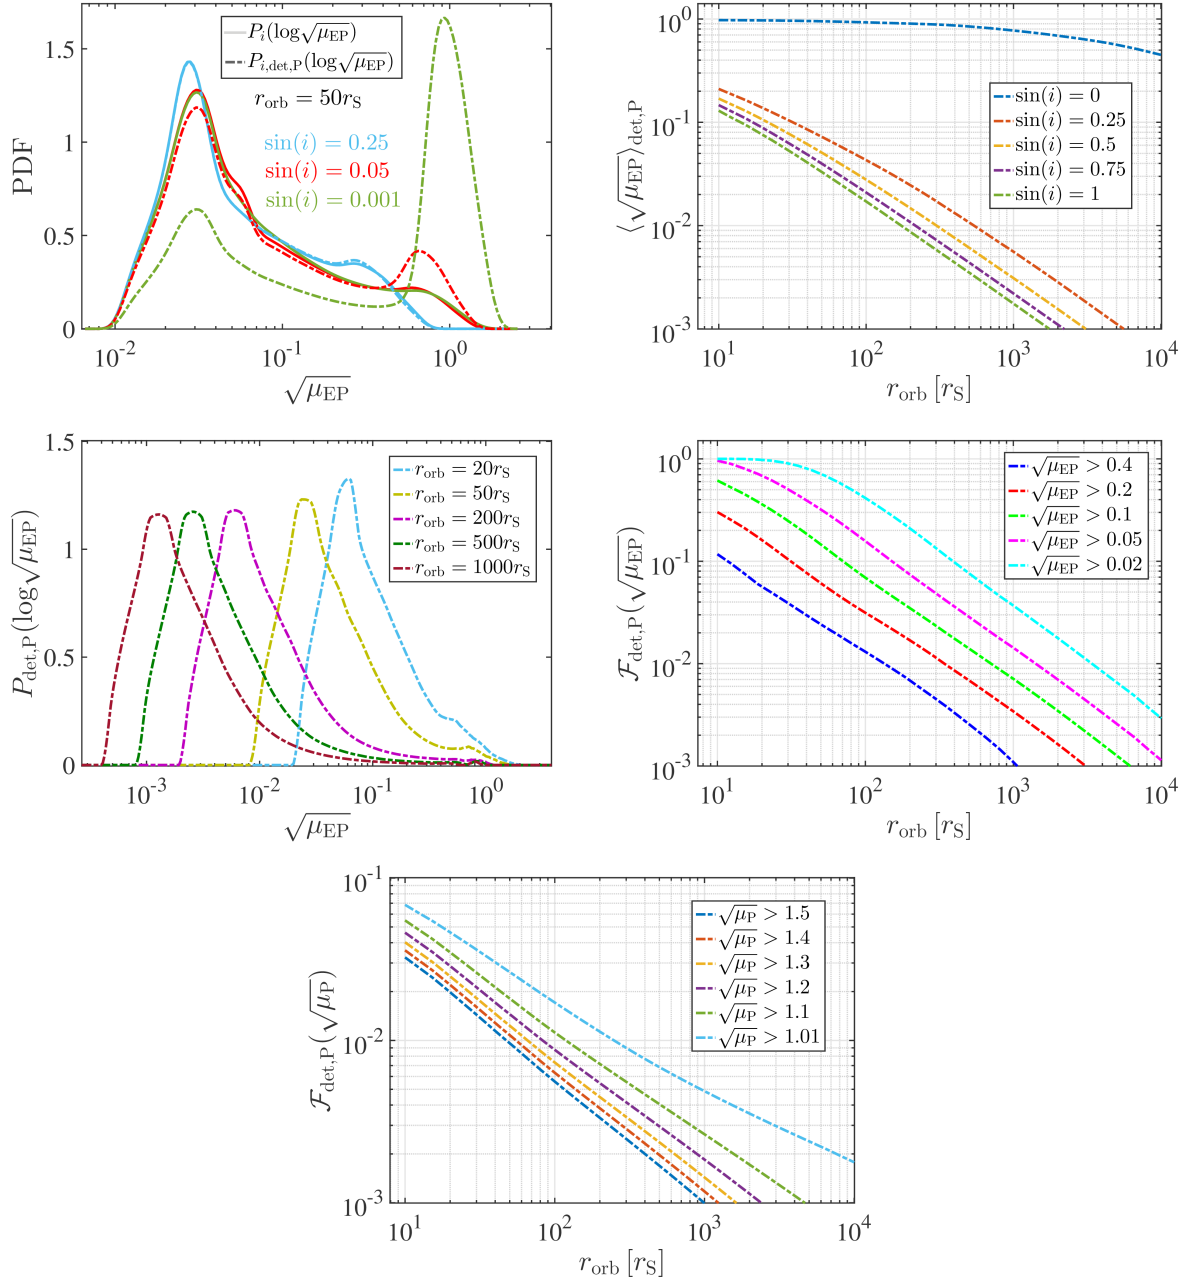 PDF
1.5
1
0.5
0
P_i(log√μ_EP)
P_i,det,P(log√μ_EP)
r_orb = 50r_S
sin(i) = 0.25
sin(i) = 0.05
sin(i) = 0.001
10^-2
10^-1
10^0
√μ_EP
⟨√μ_EP⟩_det,P
10^0
10^-1
10^-2
10^-3
sin(i) = 0
sin(i) = 0.25
sin(i) = 0.5
sin(i) = 0.75
sin(i) = 1
10^1
10^2
10^3
10^4
r_orb [r_S]
P_det,P(log√μ_EP)
1.5
1
0.5
0
r_orb = 20r_S
r_orb = 50r_S
r_orb = 200r_S
r_orb = 500r_S
r_orb = 1000r_S
10^-3
10^-2
10^-1
10^0
√μ_EP
ℱ_det,P(√μ_EP)
10^0
10^-1
10^-2
10^-3
√μ_EP > 0.4
√μ_EP > 0.2
√μ_EP > 0.1
√μ_EP > 0.05
√μ_EP > 0.02
10^1
10^2
10^3
10^4
r_orb [r_S]
ℱ_det,P(√μ_P)
10^-1
10^-2
10^-3
√μ_P > 1.5
√μ_P > 1.4
√μ_P > 1.3
√μ_P > 1.2
√μ_P > 1.1
√μ_P > 1.01
10^1
10^2
10^3
10^4
r_orb [r_S]